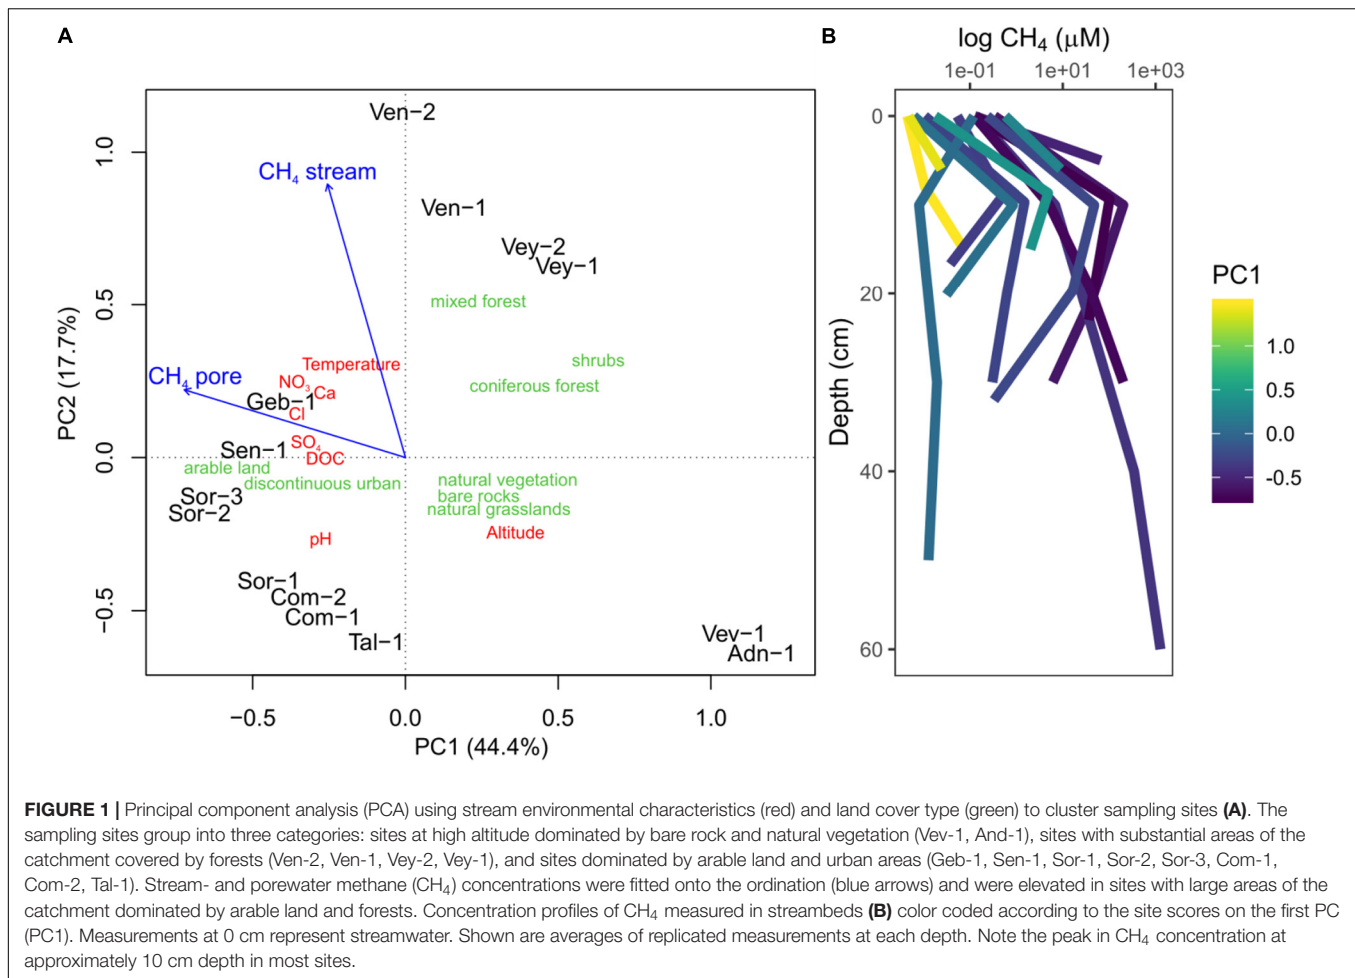 A
Ven−2
CH4 stream
Ven−1
Vey−2
Vey−1
mixed forest
Temperature
shrubs
CH4 pore
NO3
Ca
coniferous forest
Geb−1
Cl
SO4
Sen−1
DOC
arable land
discontinuous urban
natural vegetation
Sor−3
bare rocks
Sor−2
natural grasslands
pH
Altitude
Sor−1
Com−2
Com−1
Tal−1
Vev−1
Adn−1
PC2 (17.7%)
1.0
0.5
0.0
−0.5
−0.5
0.0
0.5
1.0
PC1 (44.4%)
B
log CH4 (μM)
1e−01
1e+01
1e+03
Depth (cm)
0
20
40
60
PC1
1.0
0.5
0.0
-0.5
FIGURE 1 | Principal component analysis (PCA) using stream environmental characteristics (red) and land cover type (green) to cluster sampling sites (A). The
sampling sites group into three categories: sites at high altitude dominated by bare rock and natural vegetation (Vev-1, And-1), sites with substantial areas of the
catchment covered by forests (Ven-2, Ven-1, Vey-2, Vey-1), and sites dominated by arable land and urban areas (Geb-1, Sen-1, Sor-1, Sor-2, Sor-3, Com-1,
Com-2, Tal-1). Stream- and porewater methane (CH4) concentrations were fitted onto the ordination (blue arrows) and were elevated in sites with large areas of the
catchment dominated by arable land and forests. Concentration profiles of CH4 measured in streambeds (B) color coded according to the site scores on the first PC
(PC1). Measurements at 0 cm represent streamwater. Shown are averages of replicated measurements at each depth. Note the peak in CH4 concentration at
approximately 10 cm depth in most sites.